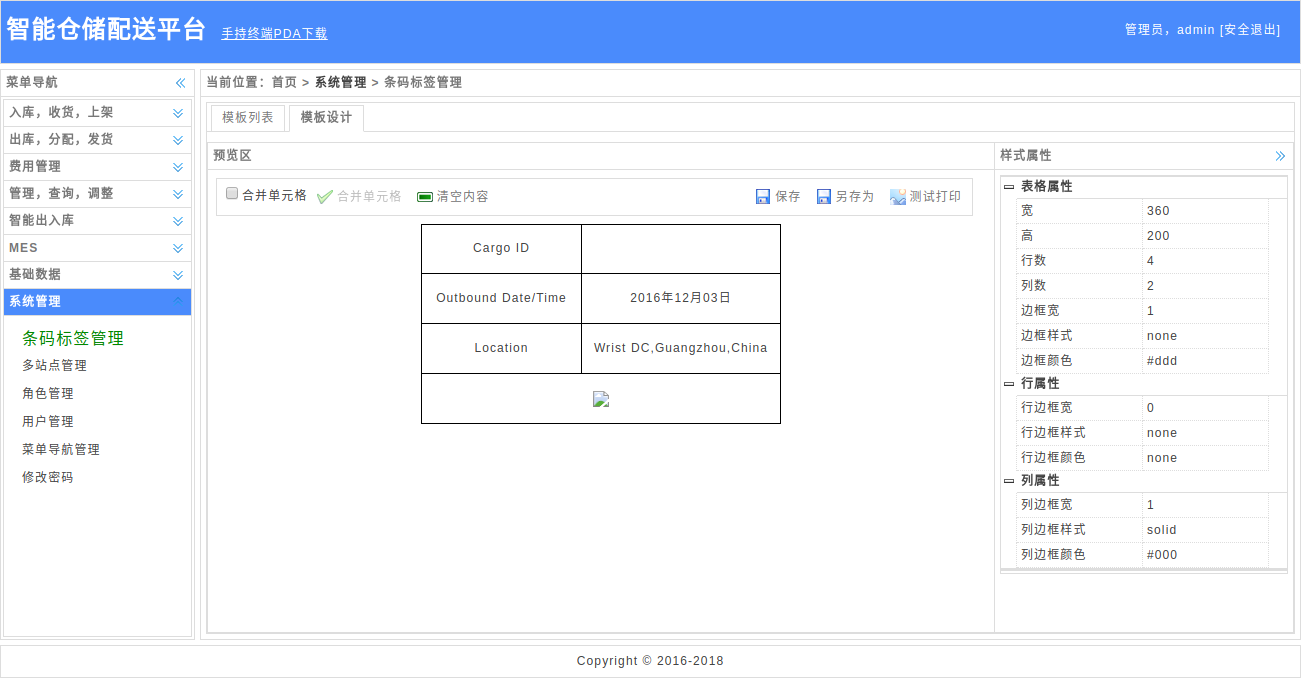 智能仓储配送平台 手持终端PDA下载 管理员，admin [安全退出]
菜单导航
入库，收货，上架
出库，分配，发货
费用管理
管理，查询，调整
智能出入库
MES
基础数据
系统管理
条码标签管理
多站点管理
角色管理
用户管理
菜单导航管理
修改密码
当前位置：首页 > 系统管理 > 条码标签管理
模板列表 模板设计
预览区
合并单元格 合并单元格 清空内容 保存 另存为 测试打印
Cargo ID
Outbound Date/Time 2016年12月03日
Location Wrist DC,Guangzhou,China
样式属性
表格属性
宽 360
高 200
行数 4
列数 2
边框宽 1
边框样式 none
边框颜色 #ddd
行属性
行边框宽 0
行边框样式 none
行边框颜色 none
列属性
列边框宽 1
列边框样式 solid
列边框颜色 #000
Copyright © 2016-2018